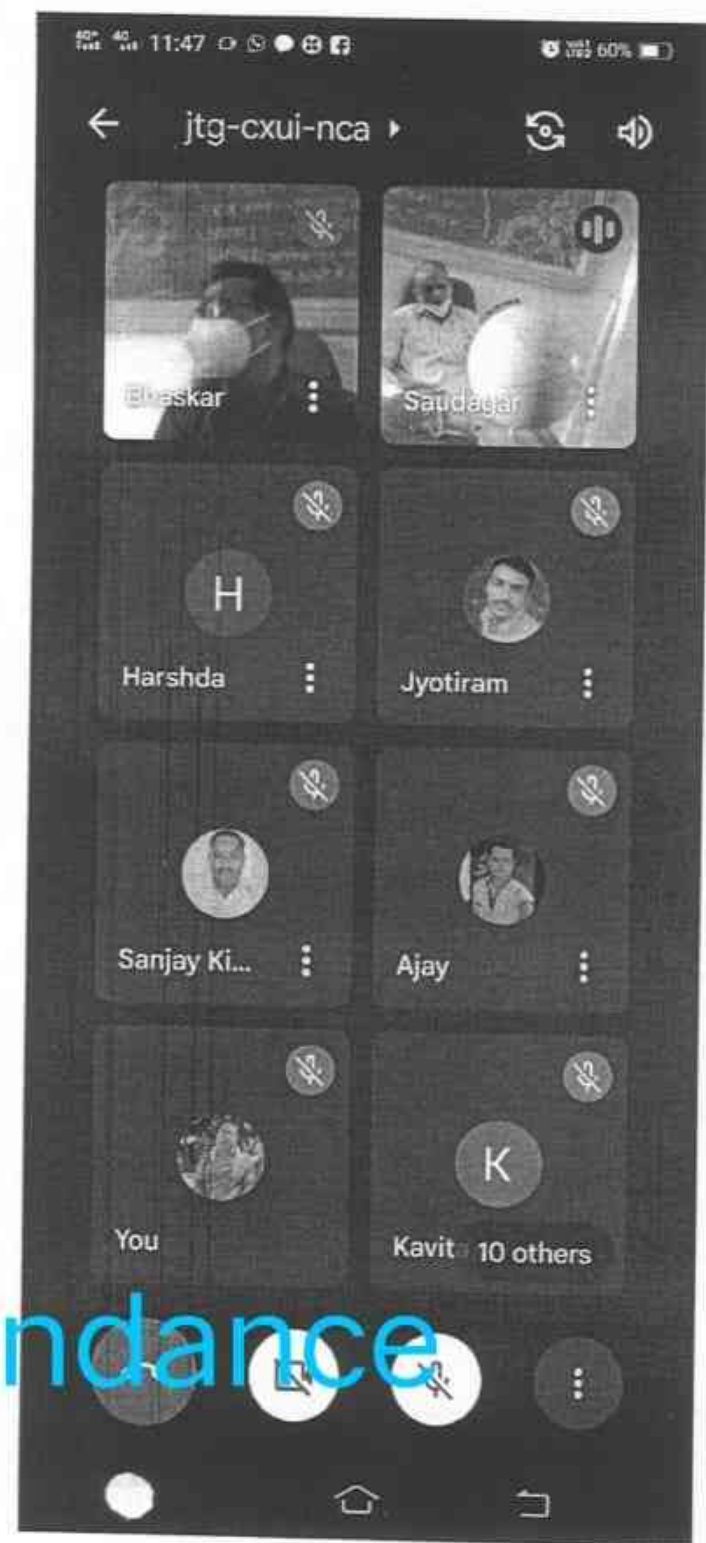 11:47 60%
jtg-cxui-nca
Bhaskar Saudagar
H
Harshda Jyotiram
Sanjay Ki... Ajay
K
You Kavit 10 others
ndance